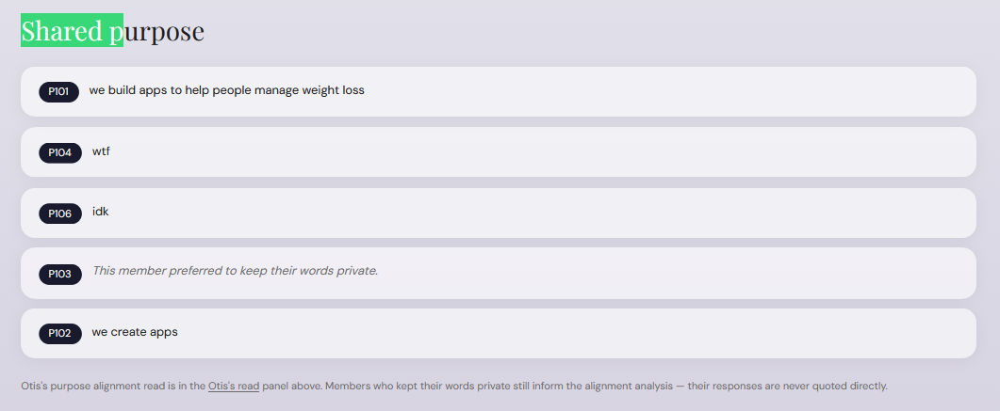 Shared purpose
P101 we build apps to help people manage weight loss
P104 wtf
P106 idk
P103 This member preferred to keep their words private.
P102 we create apps
Otis's purpose alignment read is in the Otis's read panel above. Members who kept their words private still inform the alignment analysis — their responses are never quoted directly.